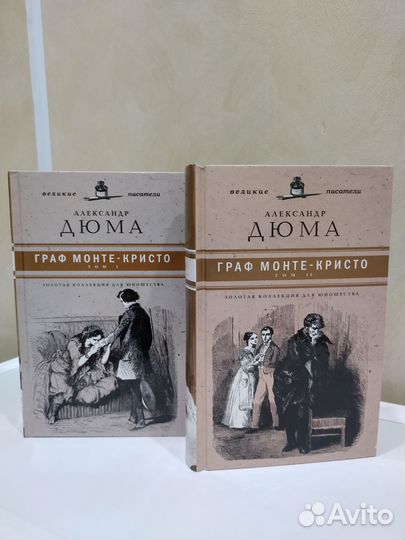 великие писатели
АЛЕКСАНДР
ДЮМА
ГРАФ МОНТЕ-КРИСТО
ТОМ I
ЗОЛОТАЯ КОЛЛЕКЦИЯ ДЛЯ ЮНОШЕСТВА
великие писатели
АЛЕКСАНДР
ДЮМА
ГРАФ МОНТЕ-КРИСТО
ТОМ II
ЗОЛОТАЯ КОЛЛЕКЦИЯ ДЛЯ ЮНОШЕСТВА
Avito